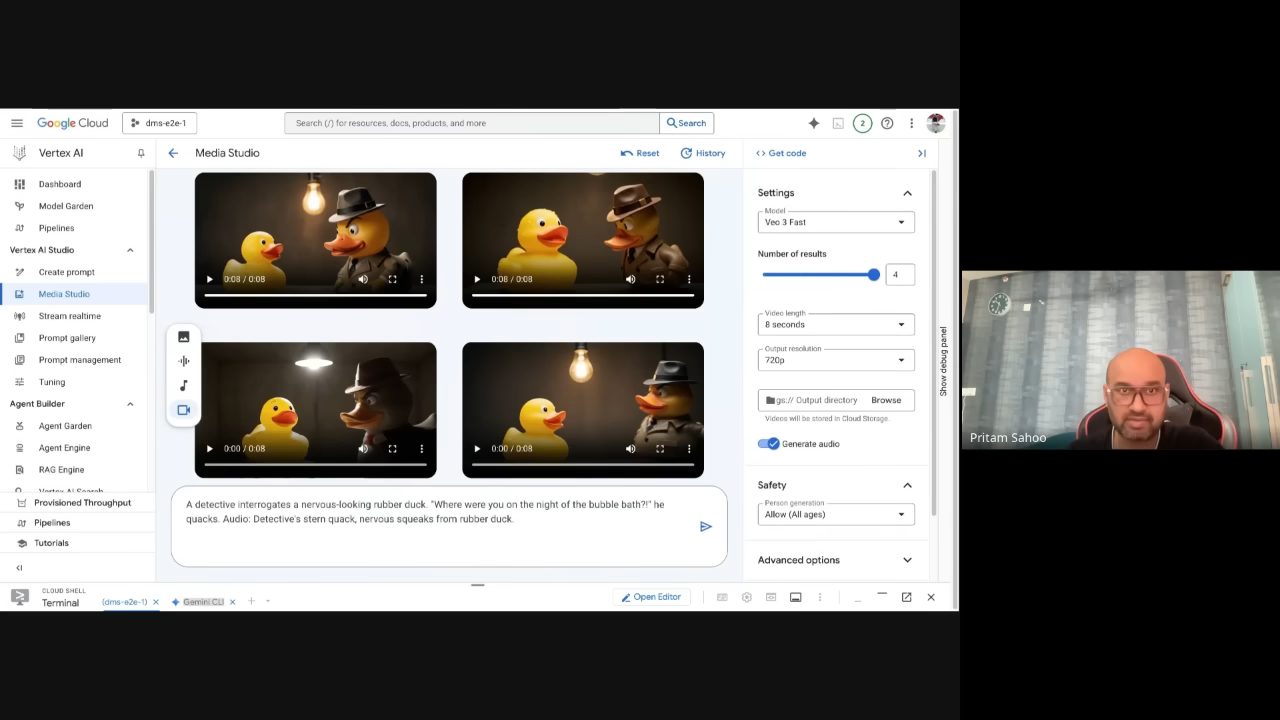 Google Cloud
dms-e2e-1
Search (/) for resources, docs, products, and more
Search
2
Vertex AI
Media Studio
Reset
History
Get code
Dashboard
Model Garden
Pipelines
Vertex AI Studio
Create prompt
Media Studio
Stream realtime
Prompt gallery
Prompt management
Tuning
Agent Builder
Agent Garden
Agent Engine
RAG Engine
Vertex AI Search
Provisioned Throughput
Pipelines
Tutorials
0:08 / 0:08
0:08 / 0:08
0:00 / 0:08
0:00 / 0:08
A detective interrogates a nervous-looking rubber duck. "Where were you on the night of the bubble bath?!" he
quacks. Audio: Detective's stern quack, nervous squeaks from rubber duck.
Settings
Model
Veo 3 Fast
Number of results
4
Video length
8 seconds
Output resolution
720p
gs:// Output directory
Browse
Videos will be stored in Cloud Storage.
Generate audio
Safety
Person generation
Allow (All ages)
Advanced options
Show debug panel
CLOUD SHELL
Terminal
(dms-e2e-1)
Gemini CLI
Open Editor
Pritam Sahoo